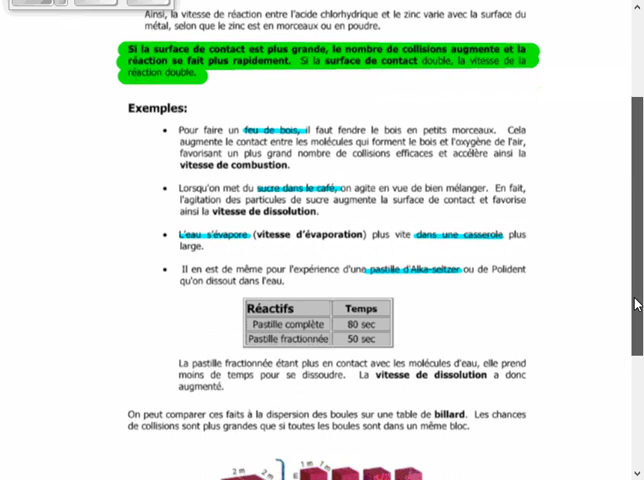 Ainsi, la vitesse de réaction entre l'acide chlorhydrique et le zinc varie avec la surface du
métal, selon que le zinc est en morceaux ou en poudre.
Si la surface de contact est plus grande, le nombre de collisions augmente et la
réaction se fait plus rapidement. Si la surface de contact double, la vitesse de la
réaction double.
Exemples:
• Pour faire un feu de bois, il faut fendre le bois en petits morceaux. Cela
augmente le contact entre les molécules qui forment le bois et l'oxygène de l'air,
favorisant un plus grand nombre de collisions efficaces et accélère ainsi la
vitesse de combustion.
• Lorsqu'on met du sucre dans le café, on agite en vue de bien mélanger. En fait,
l'agitation des particules de sucre augmente la surface de contact et favorise
ainsi la vitesse de dissolution.
• L'eau s'évapore (vitesse d'évaporation) plus vite dans une casserole plus
large.
• Il en est de même pour l'expérience d'une pastille d'Alka-seltzer ou de Polident
qu'on dissout dans l'eau.
Réactifs Temps
Pastille complète 80 sec
Pastille fractionnée 50 sec
La pastille fractionnée étant plus en contact avec les molécules d'eau, elle prend
moins de temps pour se dissoudre. La vitesse de dissolution a donc
augmenté.
On peut comparer ces faits à la dispersion des boules sur une table de billard. Les chances
de collisions sont plus grandes que si toutes les boules sont dans un même bloc.
2 m 2 m 1 m 1 m